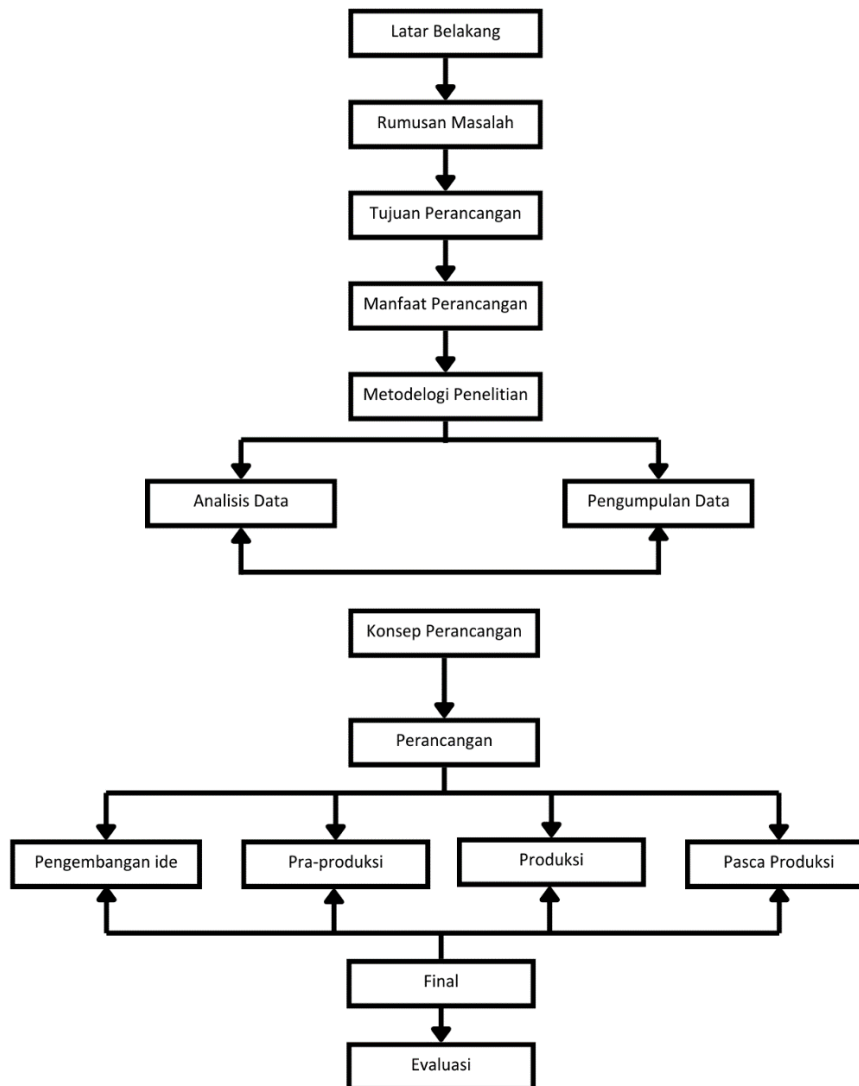 Latar Belakang
Rumusan Masalah
Tujuan Perancangan
Manfaat Perancangan
Metodelogi Penelitian
Analisis Data
Pengumpulan Data
Konsep Perancangan
Perancangan
Pengembangan ide
Pra-produksi
Produksi
Pasca Produksi
Final
Evaluasi